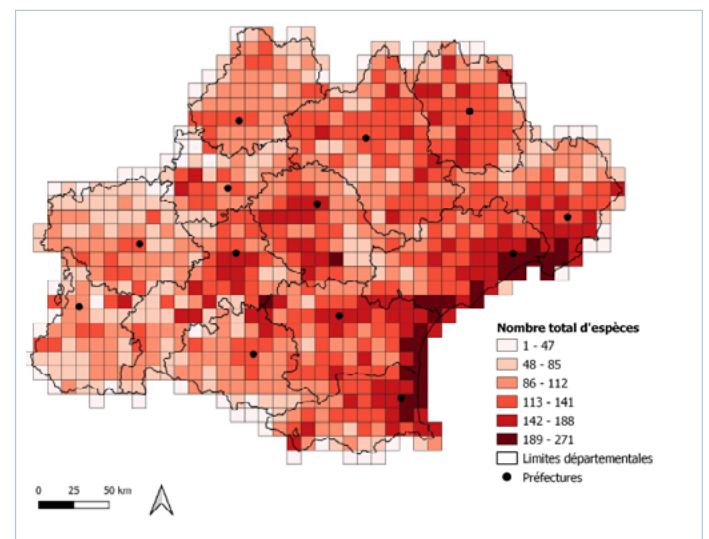 Nombre total d'espèces
1 - 47
48 - 85
86 - 112
113 - 141
142 - 188
189 - 271
Limites départementales
Préfectures
0 25 50 km